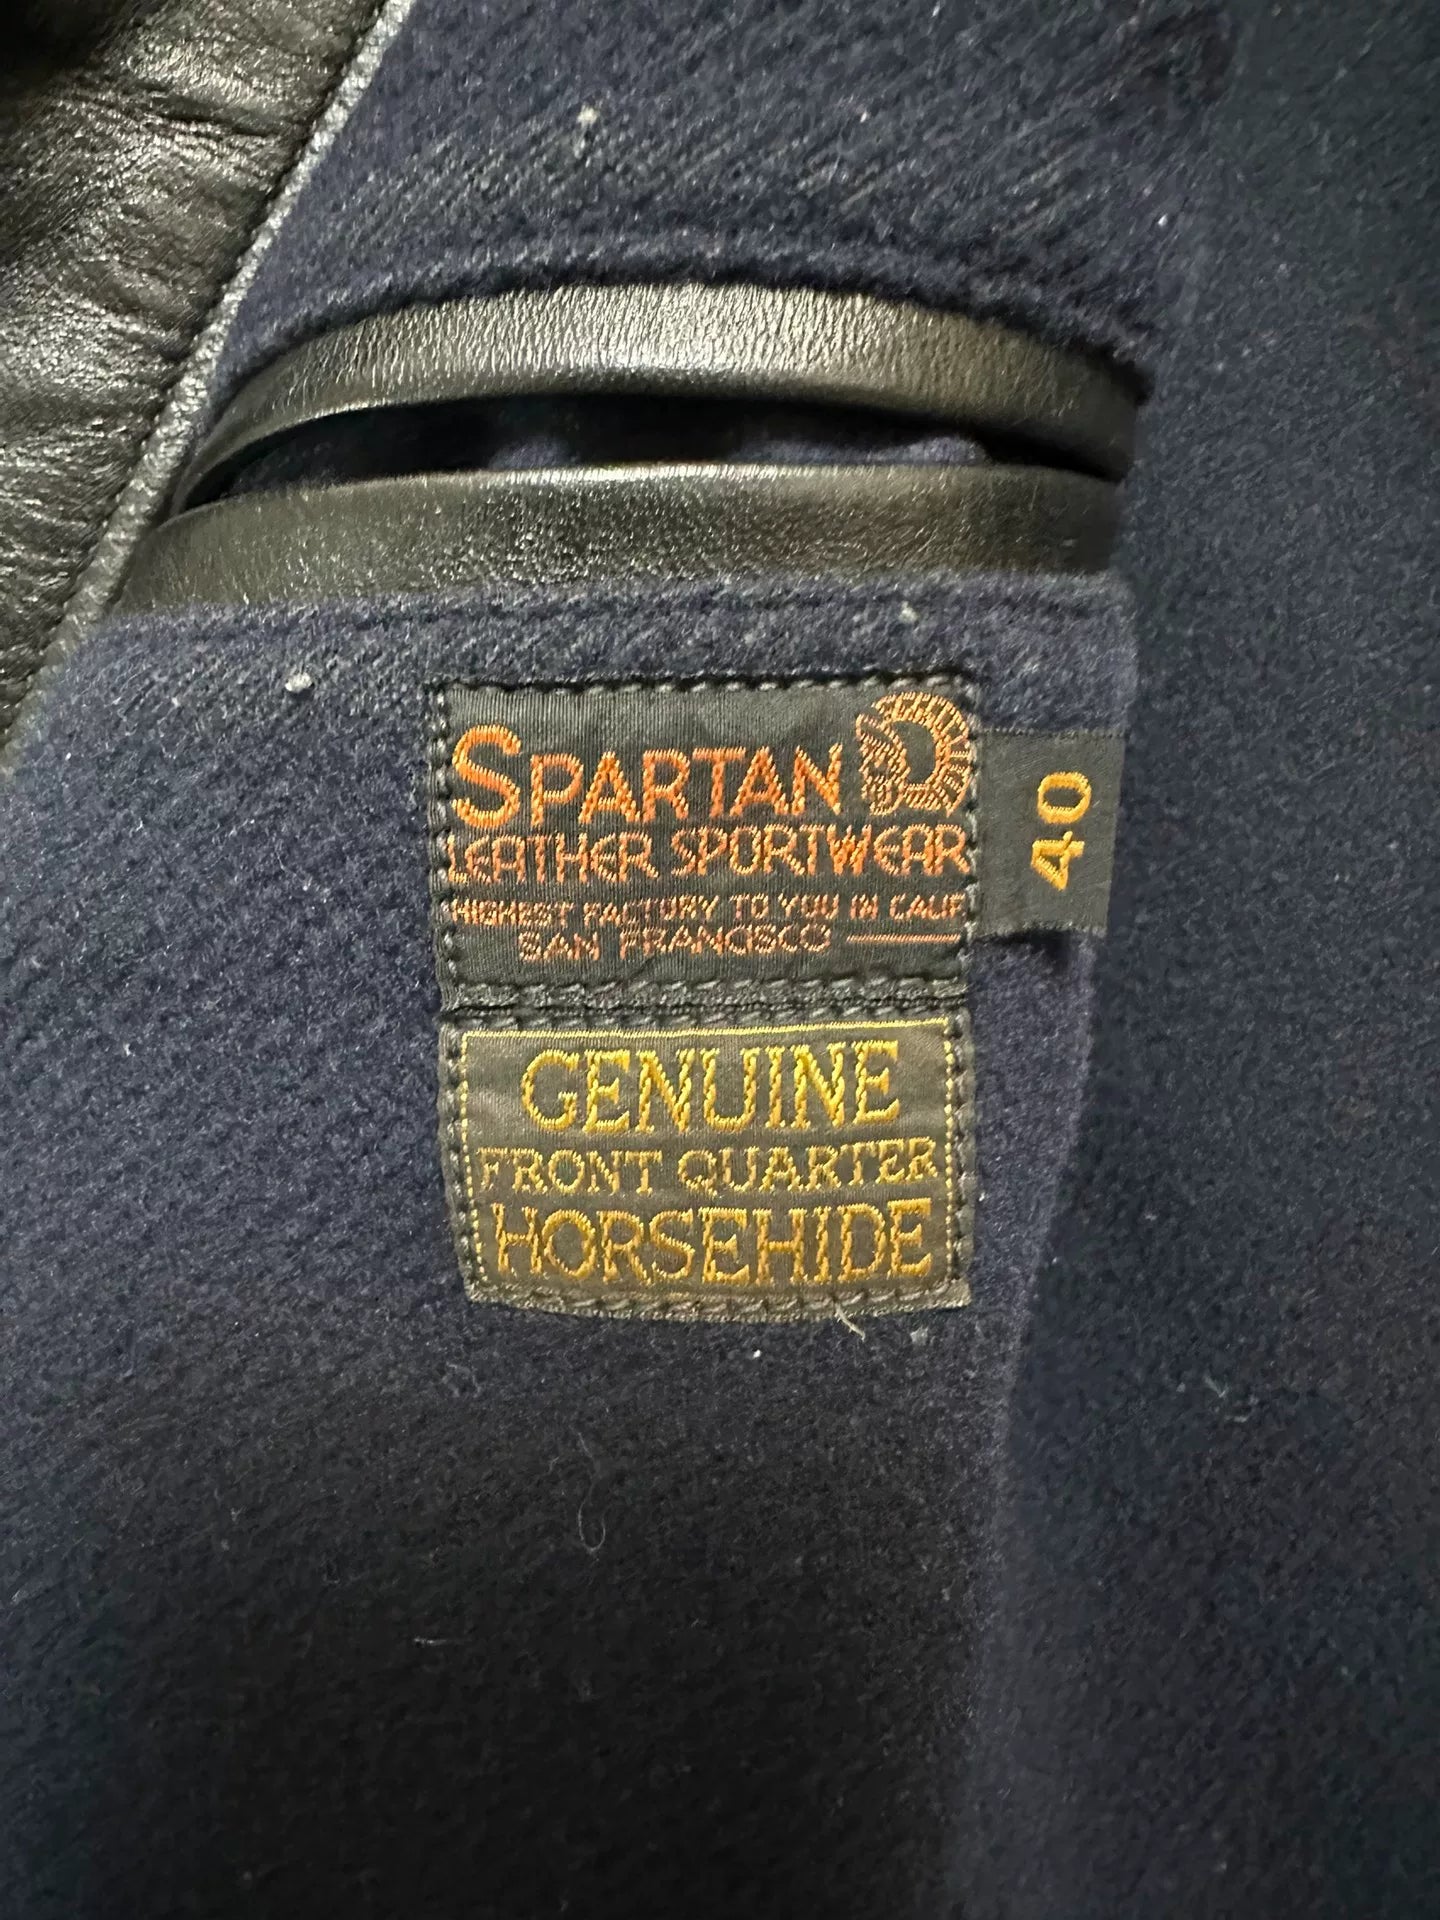 SPARTAN
LEATHER SPORTWEAR
HIGHEST FACTORY TO YOU IN CALIF
SAN FRANCISCO
40
GENUINE
FRONT QUARTER
HORSEHIDE